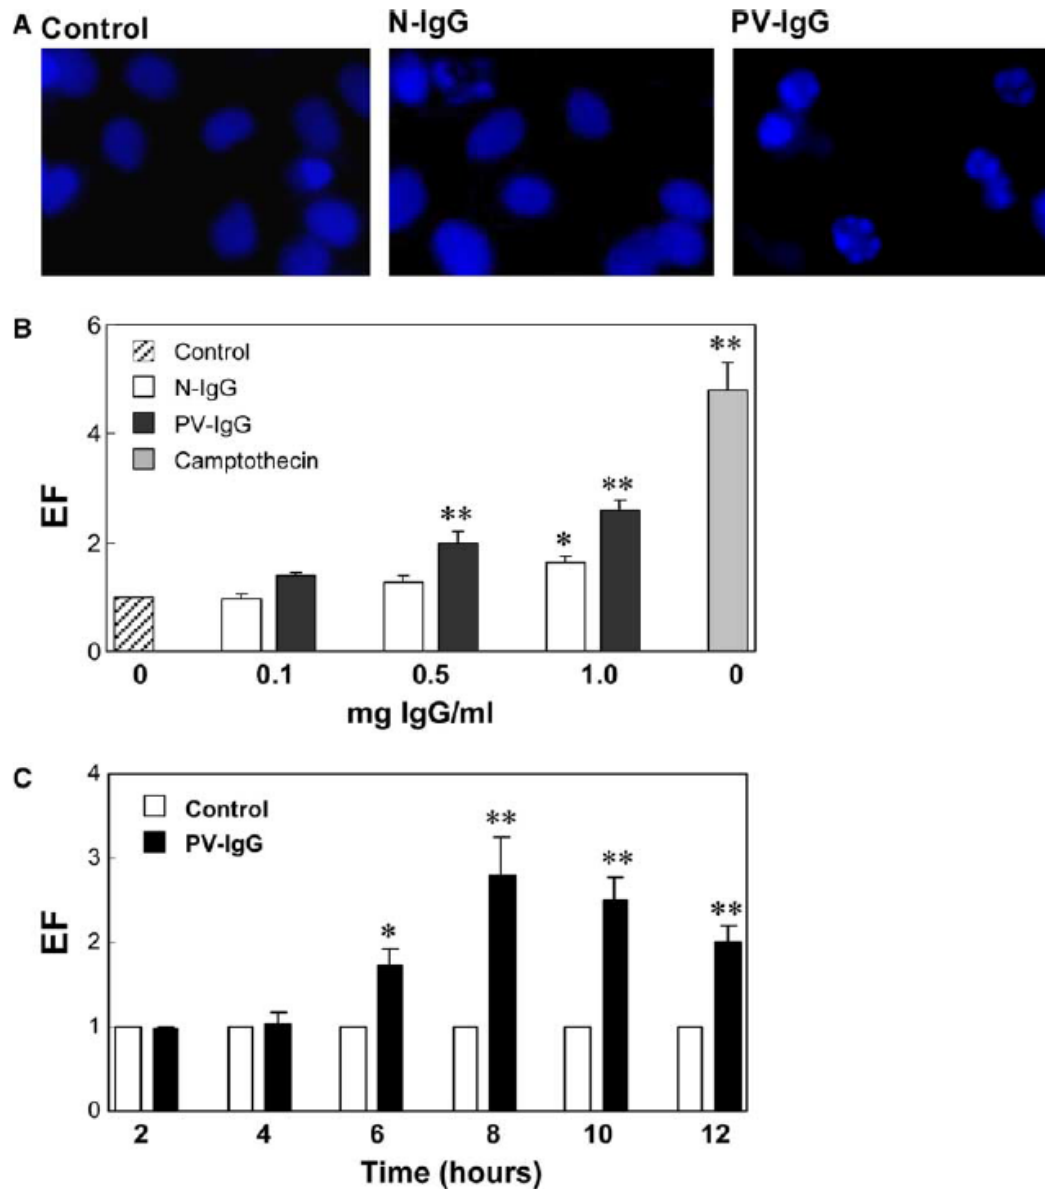 A Control N-IgG PV-IgG
B
6
Control
N-IgG
PV-IgG
Camptothecin
**
4
EF
**
**
2
*
0
0 0.1 0.5 1.0 0
mg IgG/ml
C
4
Control
PV-IgG
**
3
**
EF
**
*
2
1
0
2 4 6 8 10 12
Time (hours)